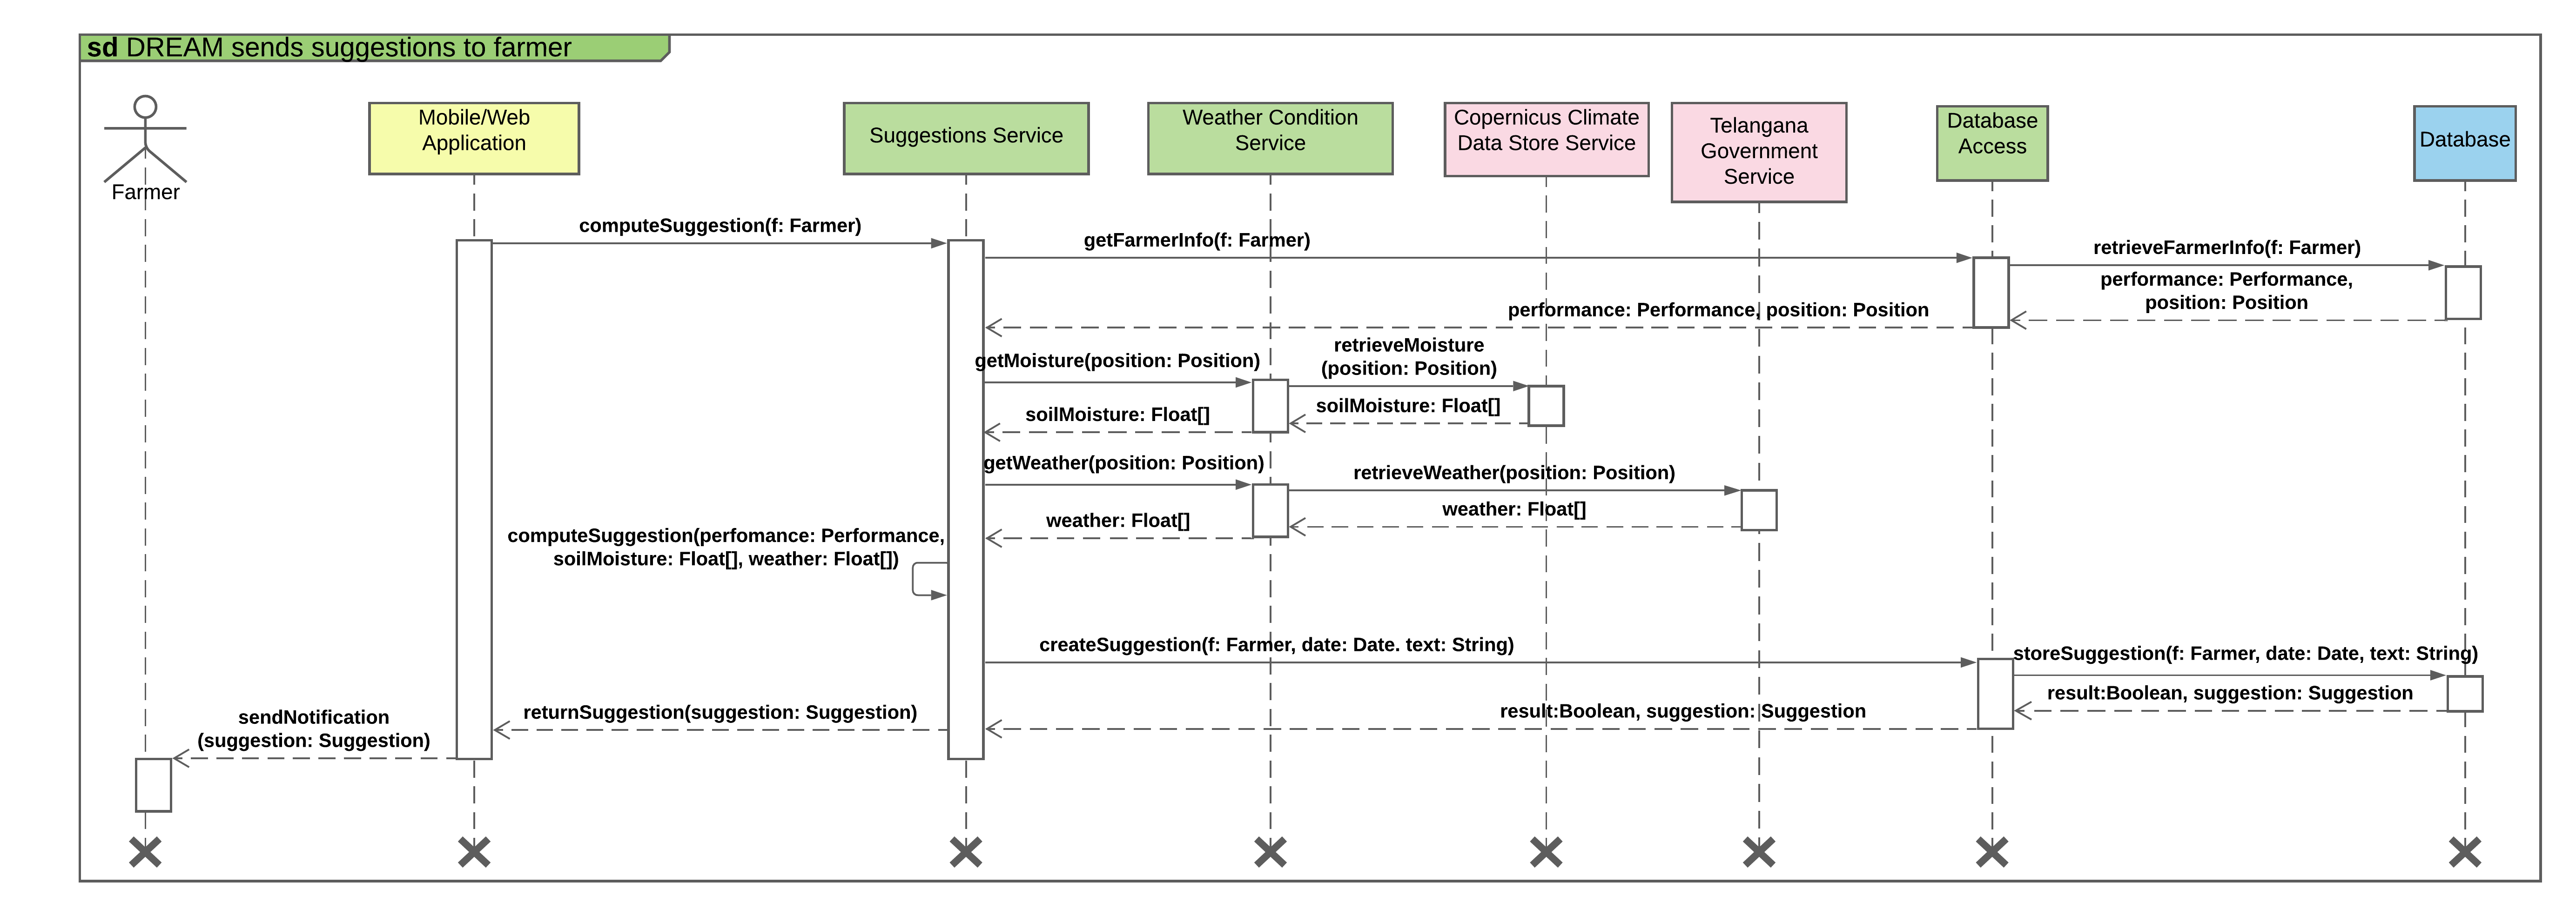 sd DREAM sends suggestions to farmer
Farmer
Mobile/Web
Application
Suggestions Service
Weather Condition
Service
Copernicus Climate
Data Store Service
Telangana
Government
Service
Database
Access
Database
computeSuggestion(f: Farmer)
getFarmerInfo(f: Farmer)
retrieveFarmerInfo(f: Farmer)
performance: Performance,
position: Position
performance: Performance, position: Position
getMoisture(position: Position)
retrieveMoisture
(position: Position)
soilMoisture: Float[]
soilMoisture: Float[]
getWeather(position: Position)
retrieveWeather(position: Position)
weather: Float[]
weather: Float[]
computeSuggestion(perfomance: Performance,
soilMoisture: Float[], weather: Float[])
createSuggestion(f: Farmer, date: Date. text: String)
storeSuggestion(f: Farmer, date: Date, text: String)
result:Boolean, suggestion: Suggestion
result:Boolean, suggestion: Suggestion
returnSuggestion(suggestion: Suggestion)
sendNotification
(suggestion: Suggestion)